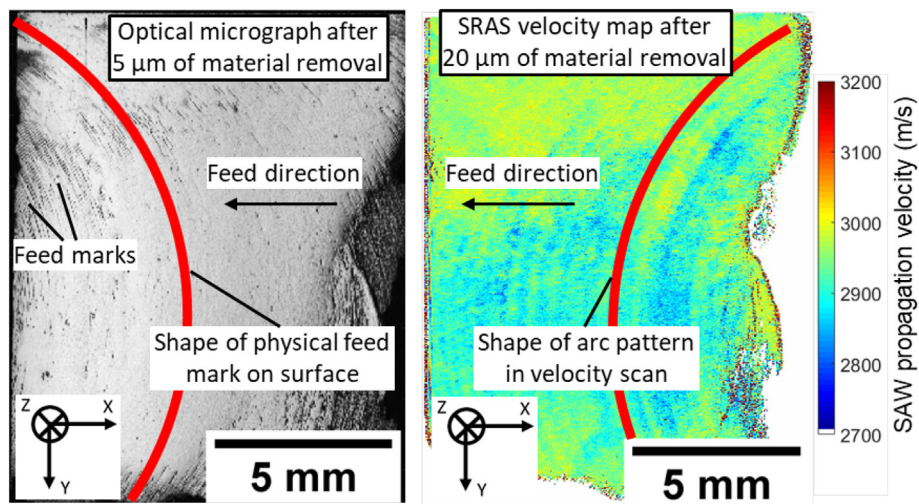 Optical micrograph after
5 µm of material removal
Feed direction
Feed marks
Shape of physical feed
mark on surface
Z
X
Y
5 mm
SRAS velocity map after
20 µm of material removal
Feed direction
Shape of arc pattern
in velocity scan
Z
X
Y
5 mm
3200
3100
3000
2900
2800
2700
SAW propagation velocity (m/s)